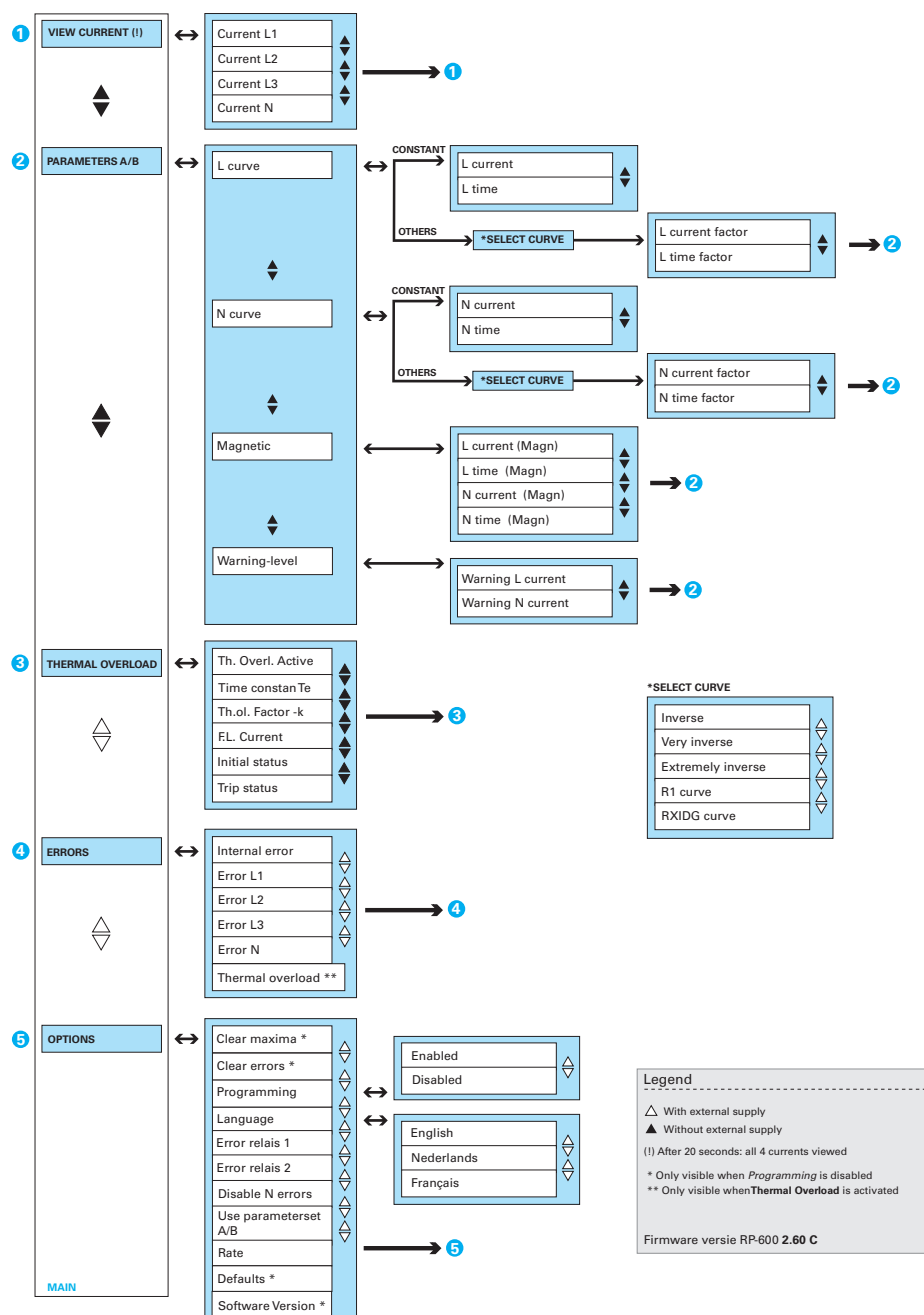 1 VIEW CURRENT (!)
Current L1
Current L2
Current L3
Current N
1
2 PARAMETERS A/B
L curve
CONSTANT
L current
L time
OTHERS
*SELECT CURVE
L current factor
L time factor
2
N curve
CONSTANT
N current
N time
OTHERS
*SELECT CURVE
N current factor
N time factor
2
Magnetic
L current (Magn)
L time (Magn)
N current (Magn)
N time (Magn)
2
Warning-level
Warning L current
Warning N current
2
3 THERMAL OVERLOAD
Th. Overl. Active
Time constan Te
Th.ol. Factor -k
F.L. Current
Initial status
Trip status
3
*SELECT CURVE
Inverse
Very inverse
Extremely inverse
R1 curve
RXIDG curve
4 ERRORS
Internal error
Error L1
Error L2
Error L3
Error N
Thermal overload **
4
5 OPTIONS
Clear maxima *
Clear errors *
Programming
Language
Error relais 1
Error relais 2
Disable N errors
Use parameterset
A/B
Rate
Defaults *
Software Version *
Enabled
Disabled
English
Nederlands
Français
5
MAIN
Legend
With external supply
Without external supply
(!) After 20 seconds: all 4 currents viewed
* Only visible when Programming is disabled
** Only visible when Thermal Overload is activated
Firmware versie RP-600 2.60 C